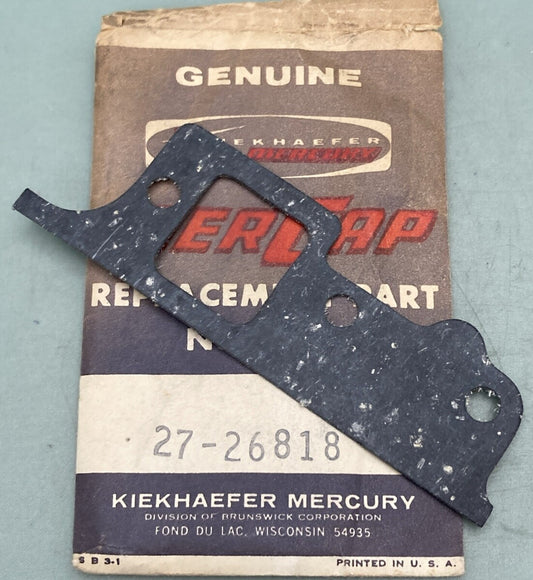 GENUINE
KIEKHAEFER
MERCURY
ERCAP
REPLACEMENT PART
N
27-26818
KIEKHAEFER MERCURY
DIVISION OF BRUNSWICK CORPORATION
FOND DU LAC, WISCONSIN 54935
S B 3-1
PRINTED IN U. S. A.